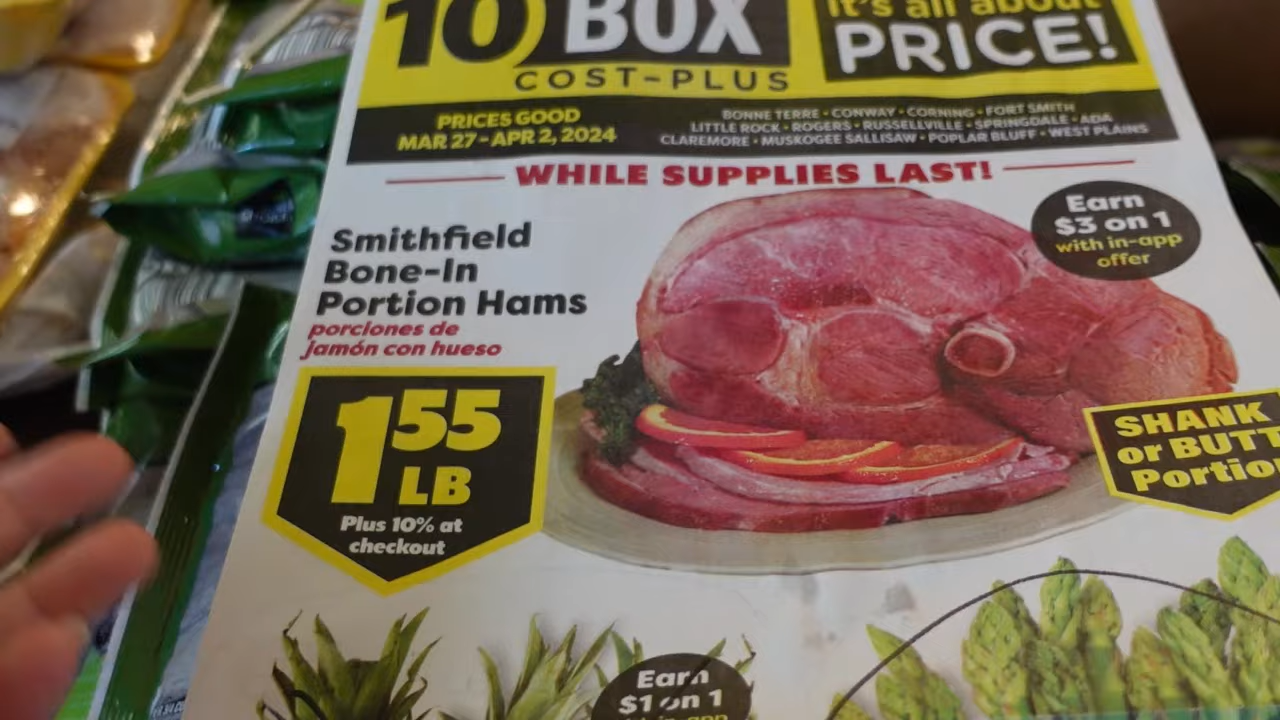 10 BOX
COST-PLUS
It's all about
PRICE!
PRICES GOOD
MAR 27-APR 2, 2024
BONNE TERRE • CONWAY • CORNING • FORT SMITH
LITTLE ROCK • ROGERS • RUSSELLVILLE • SPRINGDALE • ADA
CLAREMORE • MUSKOGEE SALLISAW • POPLAR BLUFF • WEST PLAINS
WHILE SUPPLIES LAST!
Smithfield
Bone-In
Portion Hams
porciones de
jamón con hueso
Earn
$3 on 1
with in-app
offer
1 55
LB
Plus 10% at
checkout
SHANK
or BUTT
Portio
Earn
$1 on 1